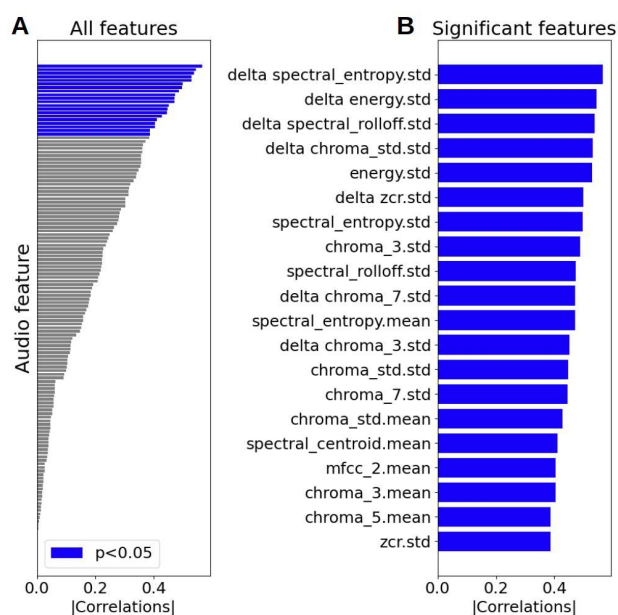 A
All features
Audio feature
p<0.05
0.0 0.2 0.4
|Correlations|
B
Significant features
delta spectral_entropy.std
delta energy.std
delta spectral_rolloff.std
delta chroma_std.std
energy.std
delta zcr.std
spectral_entropy.std
chroma_3.std
spectral_rolloff.std
delta chroma_7.std
spectral_entropy.mean
delta chroma_3.std
chroma_std.std
chroma_7.std
chroma_std.mean
spectral_centroid.mean
mfcc_2.mean
chroma_3.mean
chroma_5.mean
zcr.std
0.0 0.2 0.4
|Correlations|